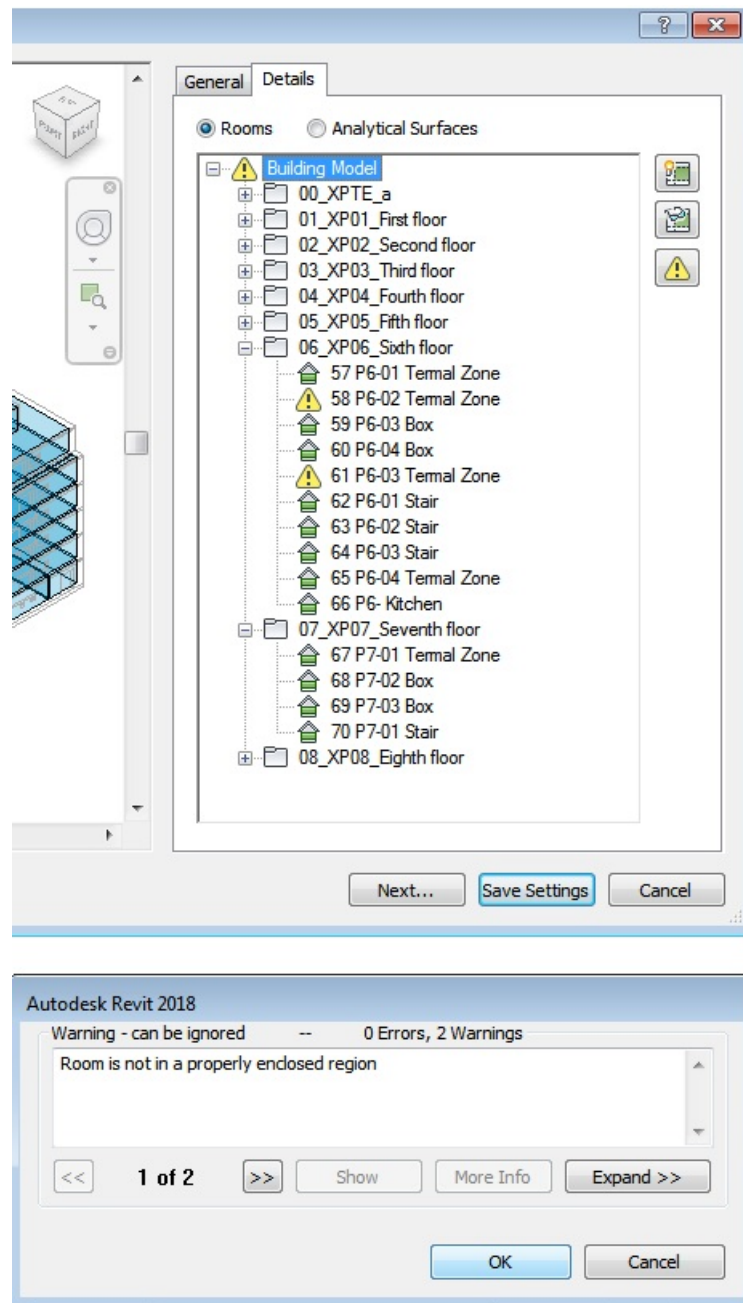 General Details
Rooms Analytical Surfaces
Building Model
00_XPTE_a
01_XP01_First floor
02_XP02_Second floor
03_XP03_Third floor
04_XP04_Fourth floor
05_XP05_Fifth floor
06_XP06_Sixth floor
57 P6-01 Termal Zone
58 P6-02 Termal Zone
59 P6-03 Box
60 P6-04 Box
61 P6-03 Termal Zone
62 P6-01 Stair
63 P6-02 Stair
64 P6-03 Stair
65 P6-04 Termal Zone
66 P6- Kitchen
07_XP07_Seventh floor
67 P7-01 Termal Zone
68 P7-02 Box
69 P7-03 Box
70 P7-01 Stair
08_XP08_Eighth floor
Next... Save Settings Cancel
Autodesk Revit 2018
Warning - can be ignored -- 0 Errors, 2 Warnings
Room is not in a properly enclosed region
<< 1 of 2 >> Show More Info Expand >>
OK Cancel